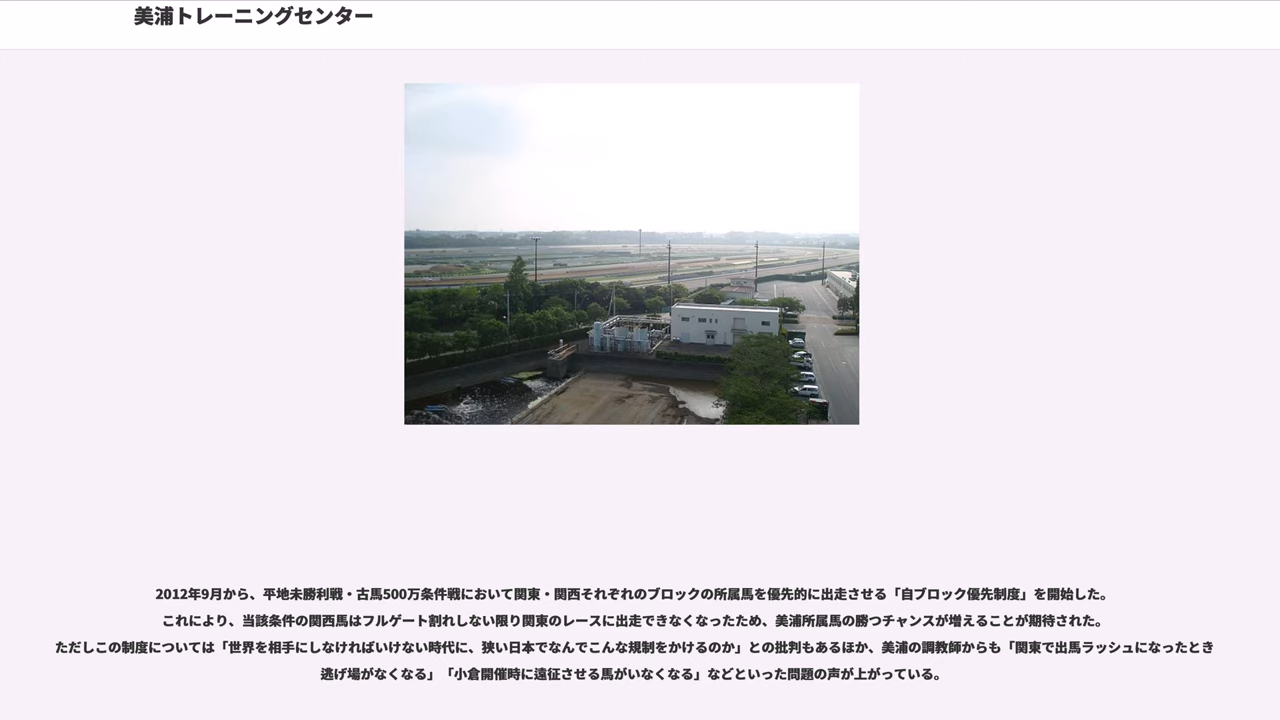 美浦トレーニングセンター
2012年9月から、平地未勝利戦・古馬500万条件戦において関東・関西それぞれのブロックの所属馬を優先的に出走させる「自ブロック優先制度」を開始した。
これにより、当該条件の関西馬はフルゲート割れしない限り関東のレースに出走できなくなったため、美浦所属馬の勝つチャンスが増えることが期待された。
ただしこの制度については「世界を相手にしなければいけない時代に、狭い日本でなんでこんな規制をかけるのか」との批判もあるほか、美浦の調教師からも「関東で出馬ラッシュになったとき
逃げ場がなくなる」「小倉開催時に遠征させる馬がいなくなる」などといった問題の声が上がっている。